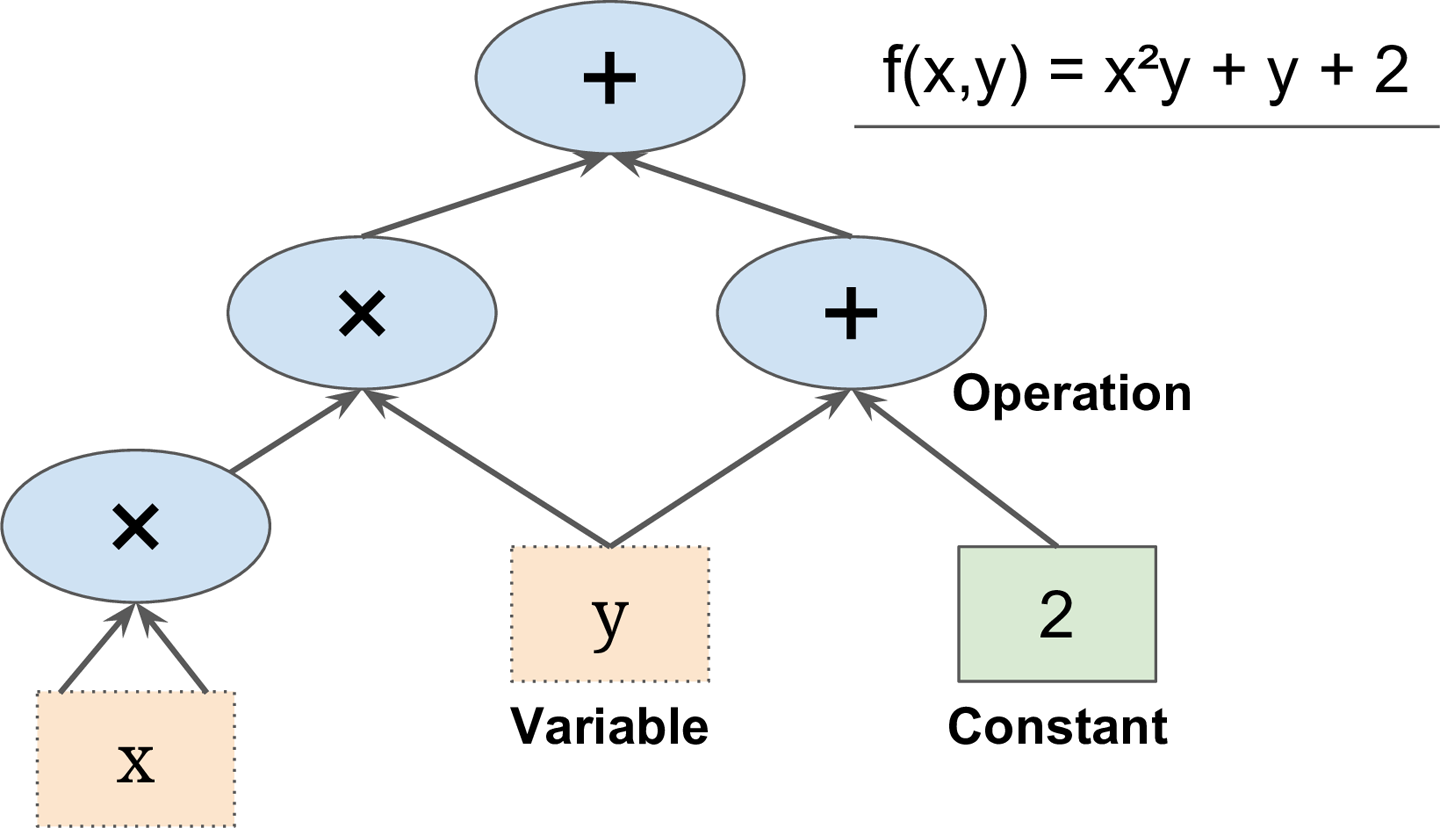 +
f(x,y) = x²y + y + 2
×
+
Operation
×
y
2
Variable
Constant
x